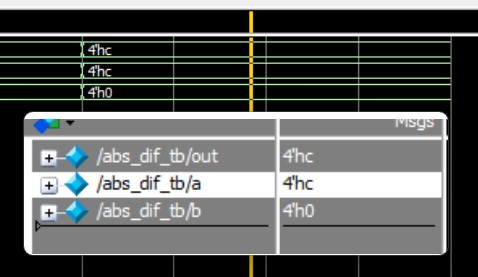 4'hc
4'hc
4'h0
Msgs
/abs_dif_tb/out 4'hc
/abs_dif_tb/a 4'hc
/abs_dif_tb/b 4'h0